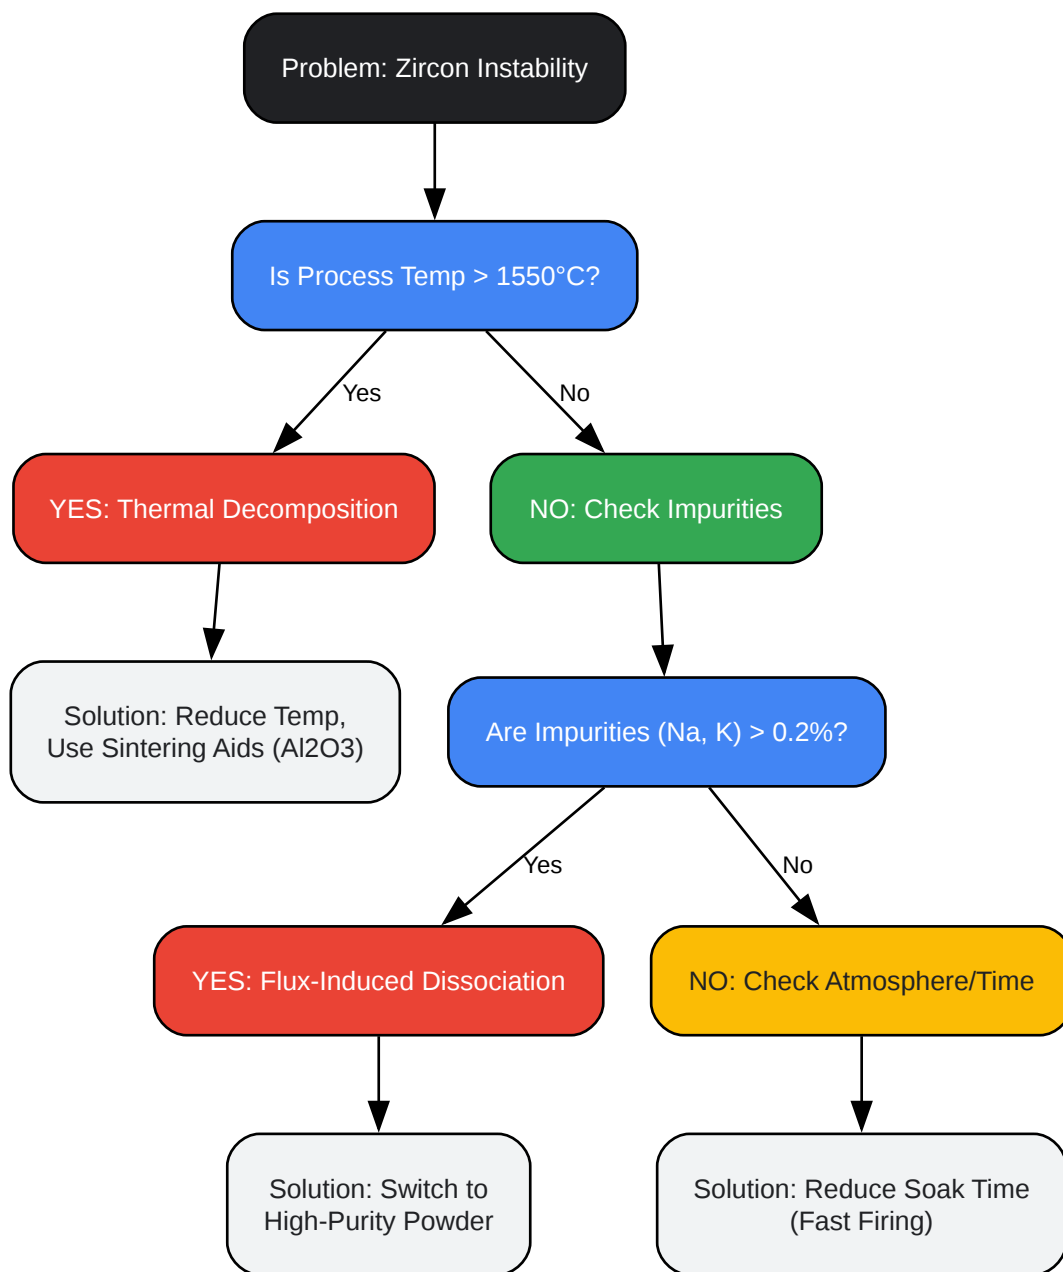 Problem: Zircon Instability
Is Process Temp > 1550°C?
Yes
No
YES: Thermal Decomposition
NO: Check Impurities
Solution: Reduce Temp,
Use Sintering Aids (Al2O3)
Are Impurities (Na, K) > 0.2%?
Yes
No
YES: Flux-Induced Dissociation
NO: Check Atmosphere/Time
Solution: Switch to
High-Purity Powder
Solution: Reduce Soak Time
(Fast Firing)